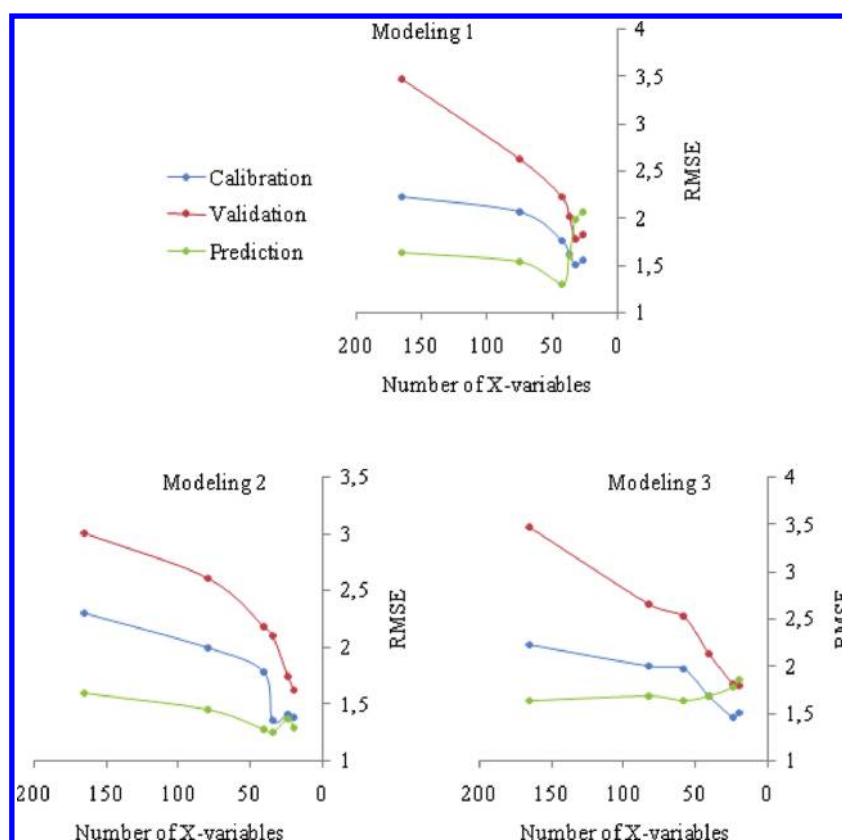 Modeling 1
4
3,5
3
2,5
2
1,5
1
RMSE
Calibration
Validation
Prediction
200 150 100 50 0
Number of X-variables
Modeling 2
3,5
3
2,5
2
1,5
1
RMSE
200 150 100 50 0
Number of X-variables
Modeling 3
4
3,5
3
2,5
2
1,5
1
RMSE
200 150 100 50 0
Number of X-variables